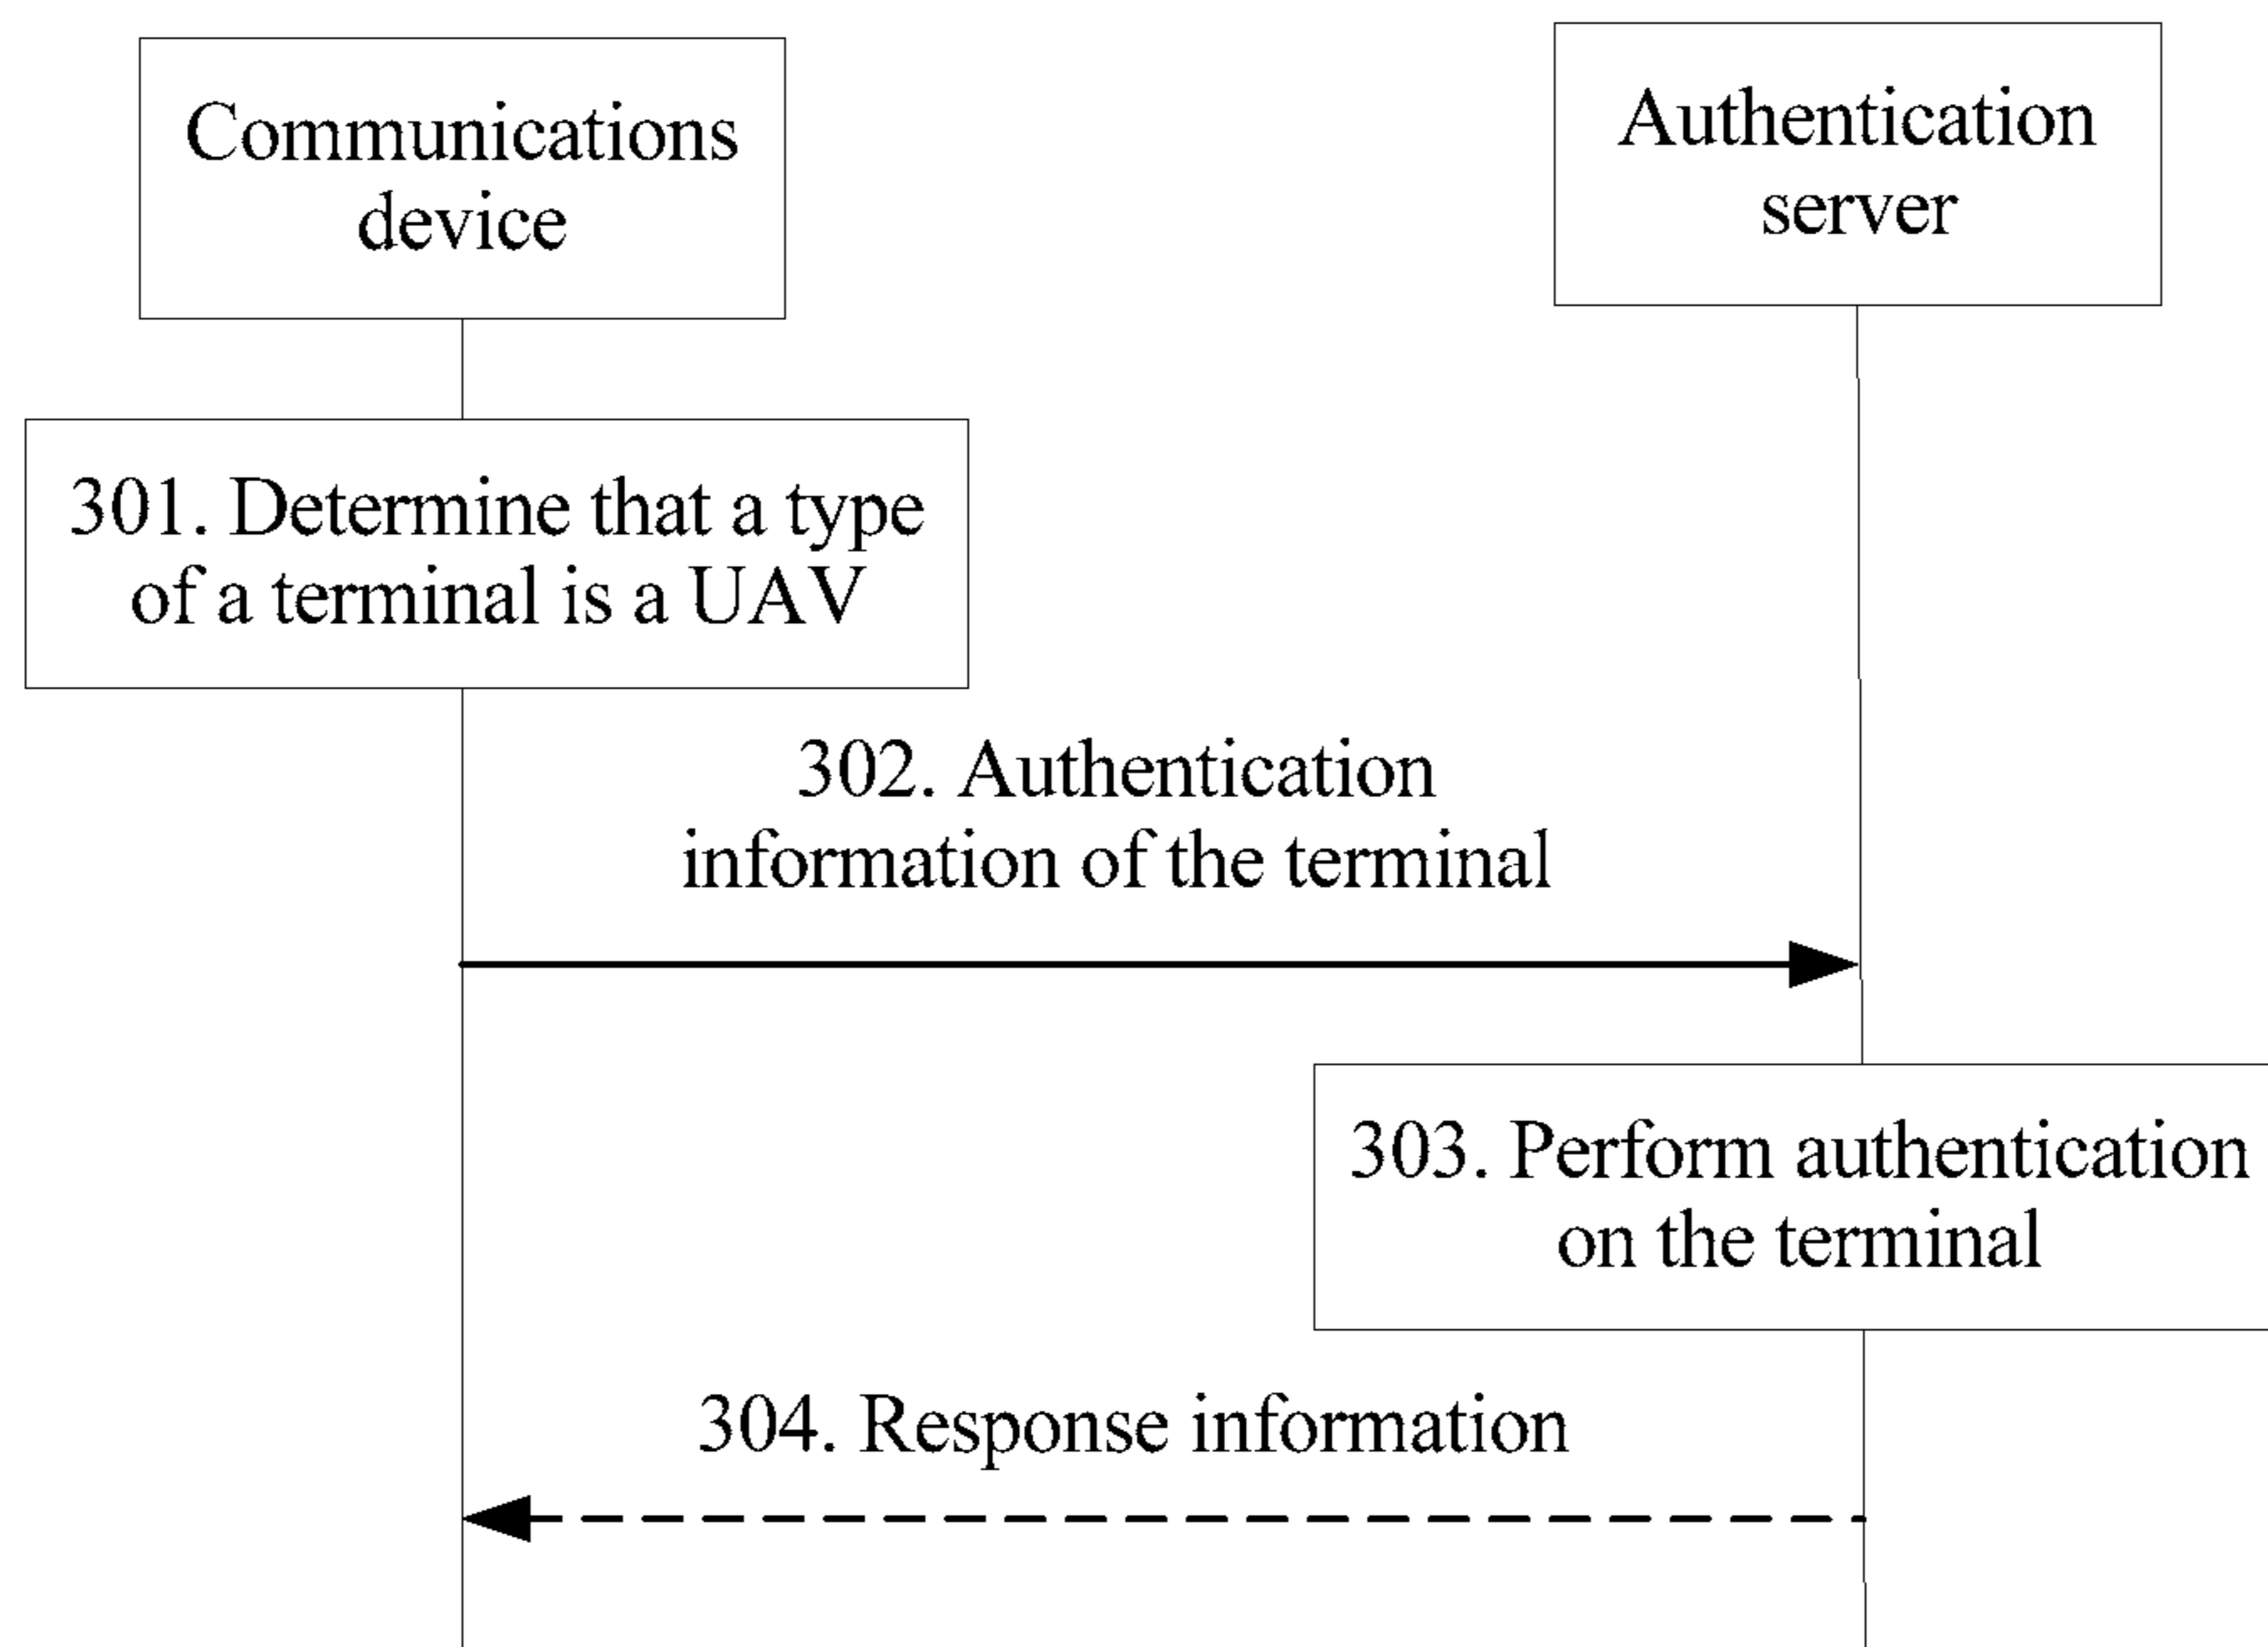 Communications
device
Authentication
server
301. Determine that a type
of a terminal is a UAV
302. Authentication
information of the terminal
303. Perform authentication
on the terminal
304. Response information